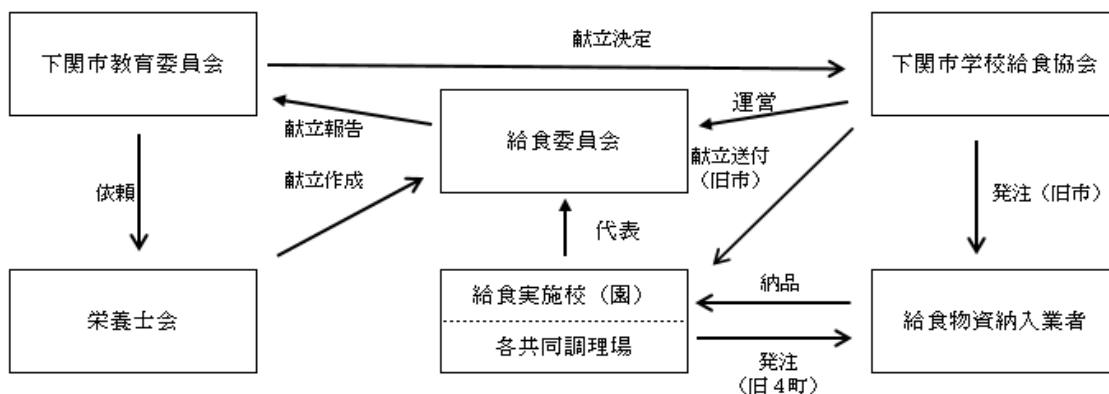 献立決定
下関市教育委員会
下関市学校給食協会
運営
献立報告
給食委員会
献立送付
（旧市）
献立作成
依頼
発注（旧市）
代表
納品
給食実施校（園）
栄養士会
給食物資納入業者
各共同調理場
発注
（旧４町）